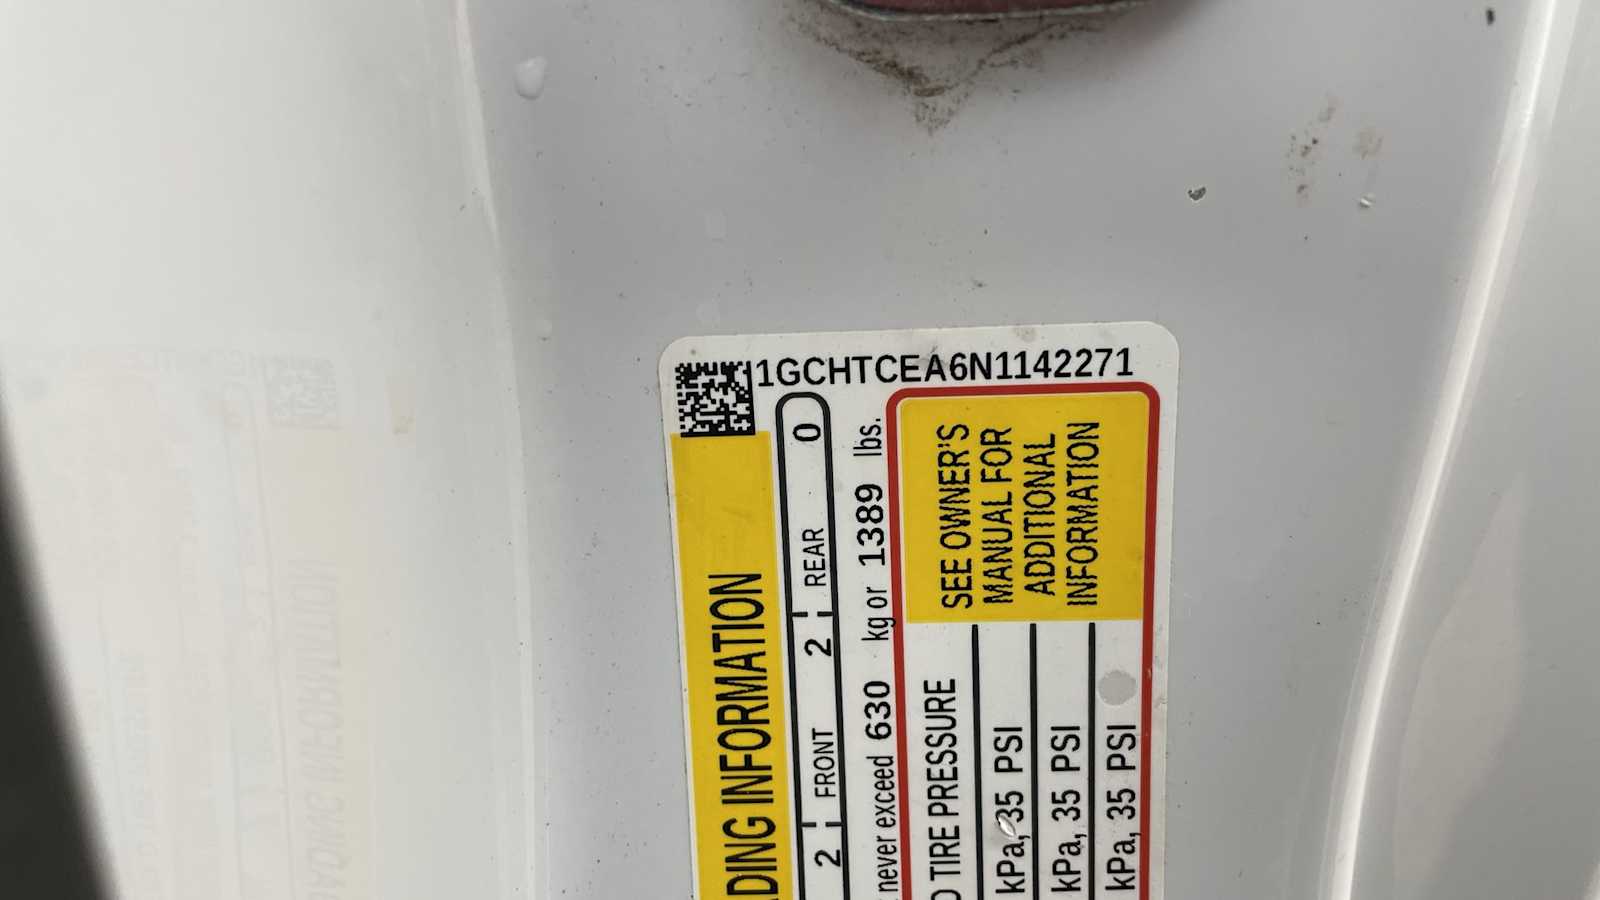 1GCHTCEA6N1142271
ADING INFORMATION
2 FRONT 2 REAR 0
never exceed 630 kg or 1389 lbs.
D TIRE PRESSURE
kPa, 35 PSI
kPa, 35 PSI
kPa, 35 PSI
SEE OWNER'S
MANUAL FOR
ADDITIONAL
INFORMATION